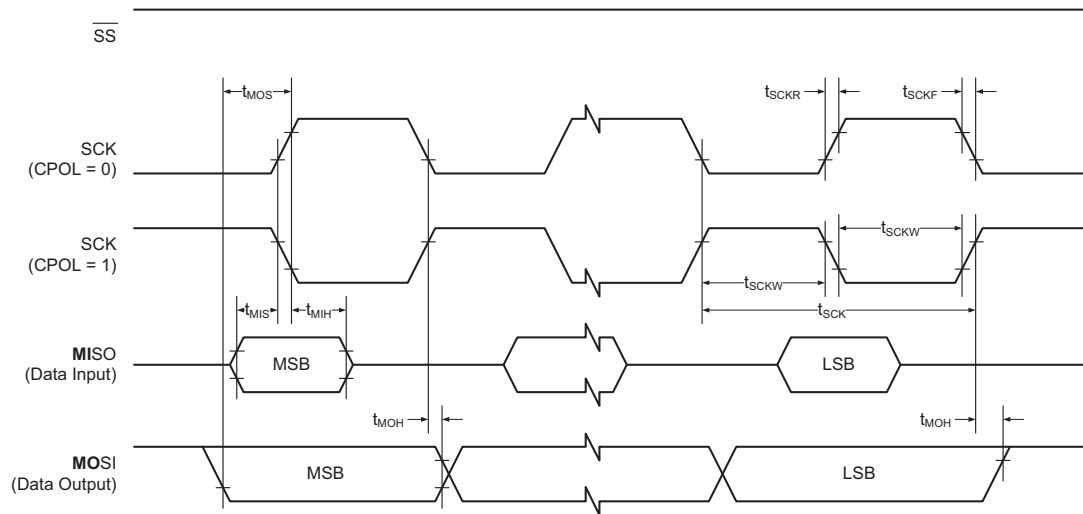 SS
tMOS
tSCKR
tSCKF
SCK
(CPOL = 0)
SCK
(CPOL = 1)
tSCKW
tSCKW
tSCK
tMIS
tMIH
MISO
(Data Input)
MSB
LSB
tMOH
tMOH
MOSI
(Data Output)
MSB
LSB